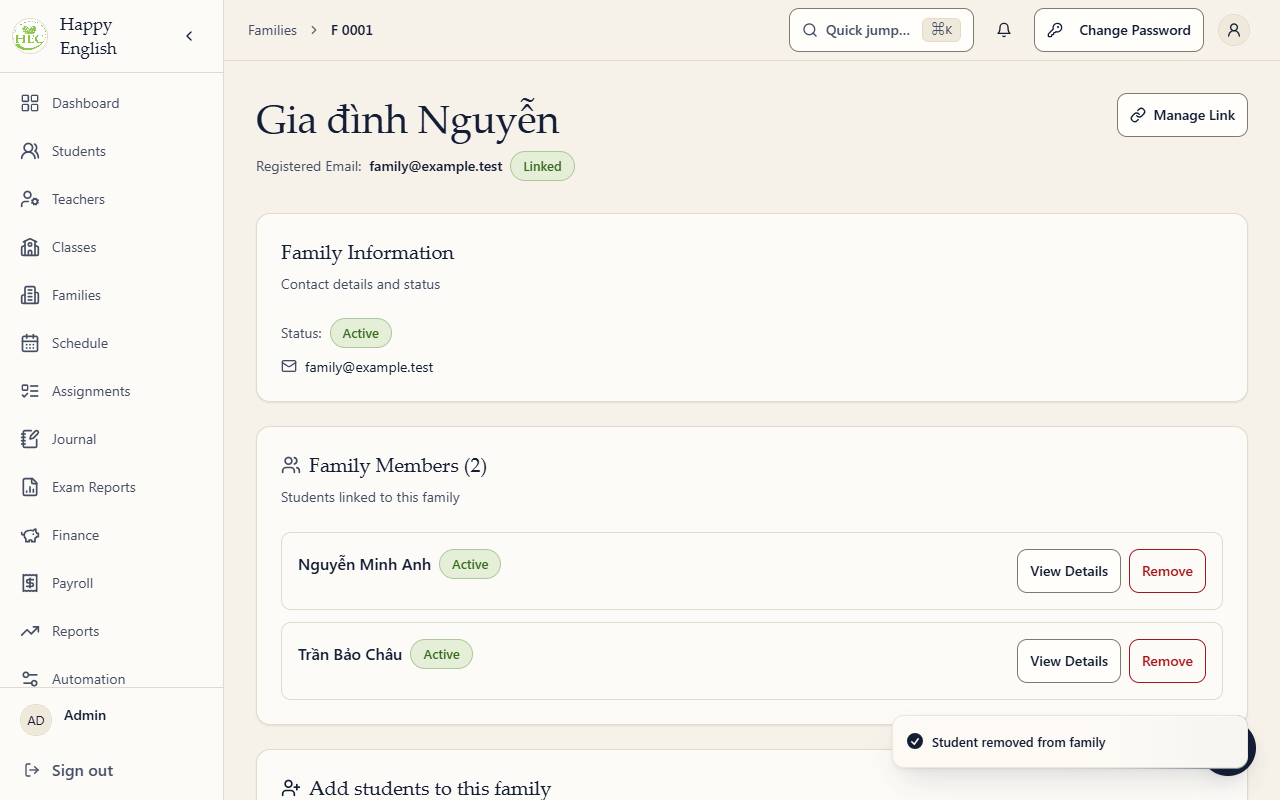 HEC
Happy
English
Families
F 0001
Quick jump...
⌘K
Change Password
Dashboard
Students
Teachers
Classes
Families
Schedule
Assignments
Journal
Exam Reports
Finance
Payroll
Reports
Automation
AD
Admin
Sign out
Gia đình Nguyễn
Manage Link
Registered Email: family@example.test Linked
Family Information
Contact details and status
Status: Active
family@example.test
Family Members (2)
Students linked to this family
Nguyễn Minh Anh Active
View Details Remove
Trần Bảo Châu Active
View Details Remove
Student removed from family
Add students to this family